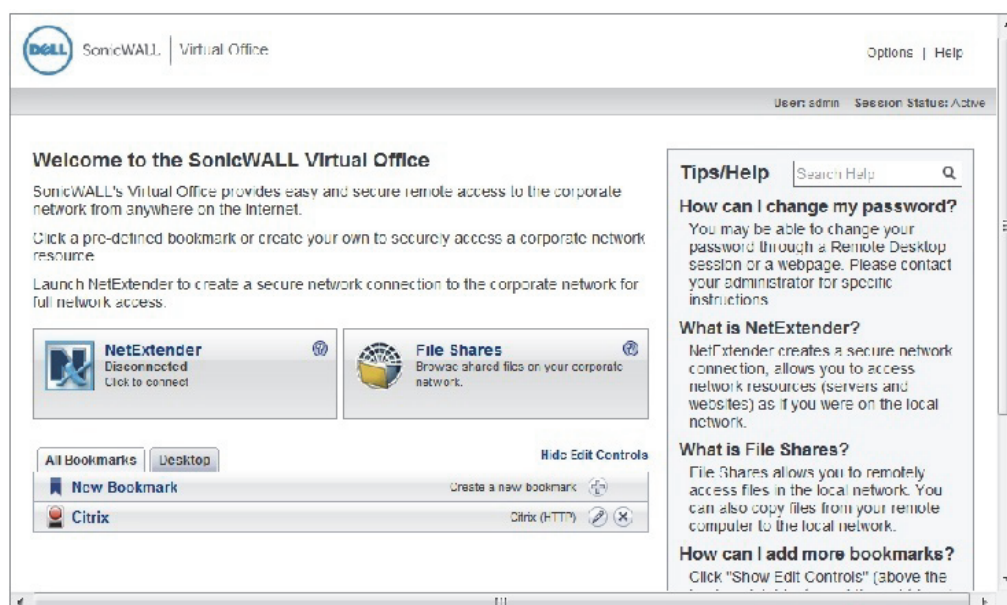 DELL
SonicWALL | Virtual Office
Options | Help
User: admin Session Status: Active
Welcome to the SonicWALL Virtual Office
SonicWALL's Virtual Office provides easy and secure remote access to the corporate
network from anywhere on the Internet.
Click a pre-defined bookmark or create your own to securely access a corporate network
resource
Launch NetExtender to create a secure network connection to the corporate network for
full network access.
NetExtender
Disconnected
Click to connect
File Shares
Browse shared files on your corporate
network.
All Bookmarks Desktop
Hide Edit Controls
New Bookmark Create a new bookmark
Citrix Citrix (HTTP)
Tips/Help Search Help
How can I change my password?
You may be able to change your
password through a Remote Desktop
session or a webpage. Please contact
your administrator for specific
instructions
What is NetExtender?
NetExtender creates a secure network
connection, allows you to access
network resources (servers and
websites) as if you were on the local
network.
What is File Shares?
File Shares allows you to remotely
access files in the local network. You
can also copy files from your remote
computer to the local network.
How can I add more bookmarks?
Click "Show Edit Controls" (above the